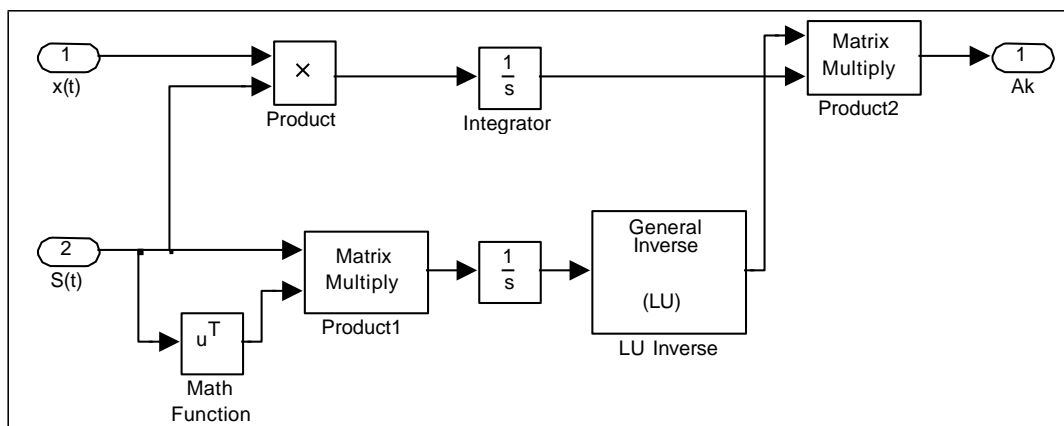 1
x(t)
×
Product
1
s
Integrator
Matrix
Multiply
Product2
1
Ak
2
S(t)
uT
Math
Function
Matrix
Multiply
Product1
1
s
General
Inverse
(LU)
LU Inverse